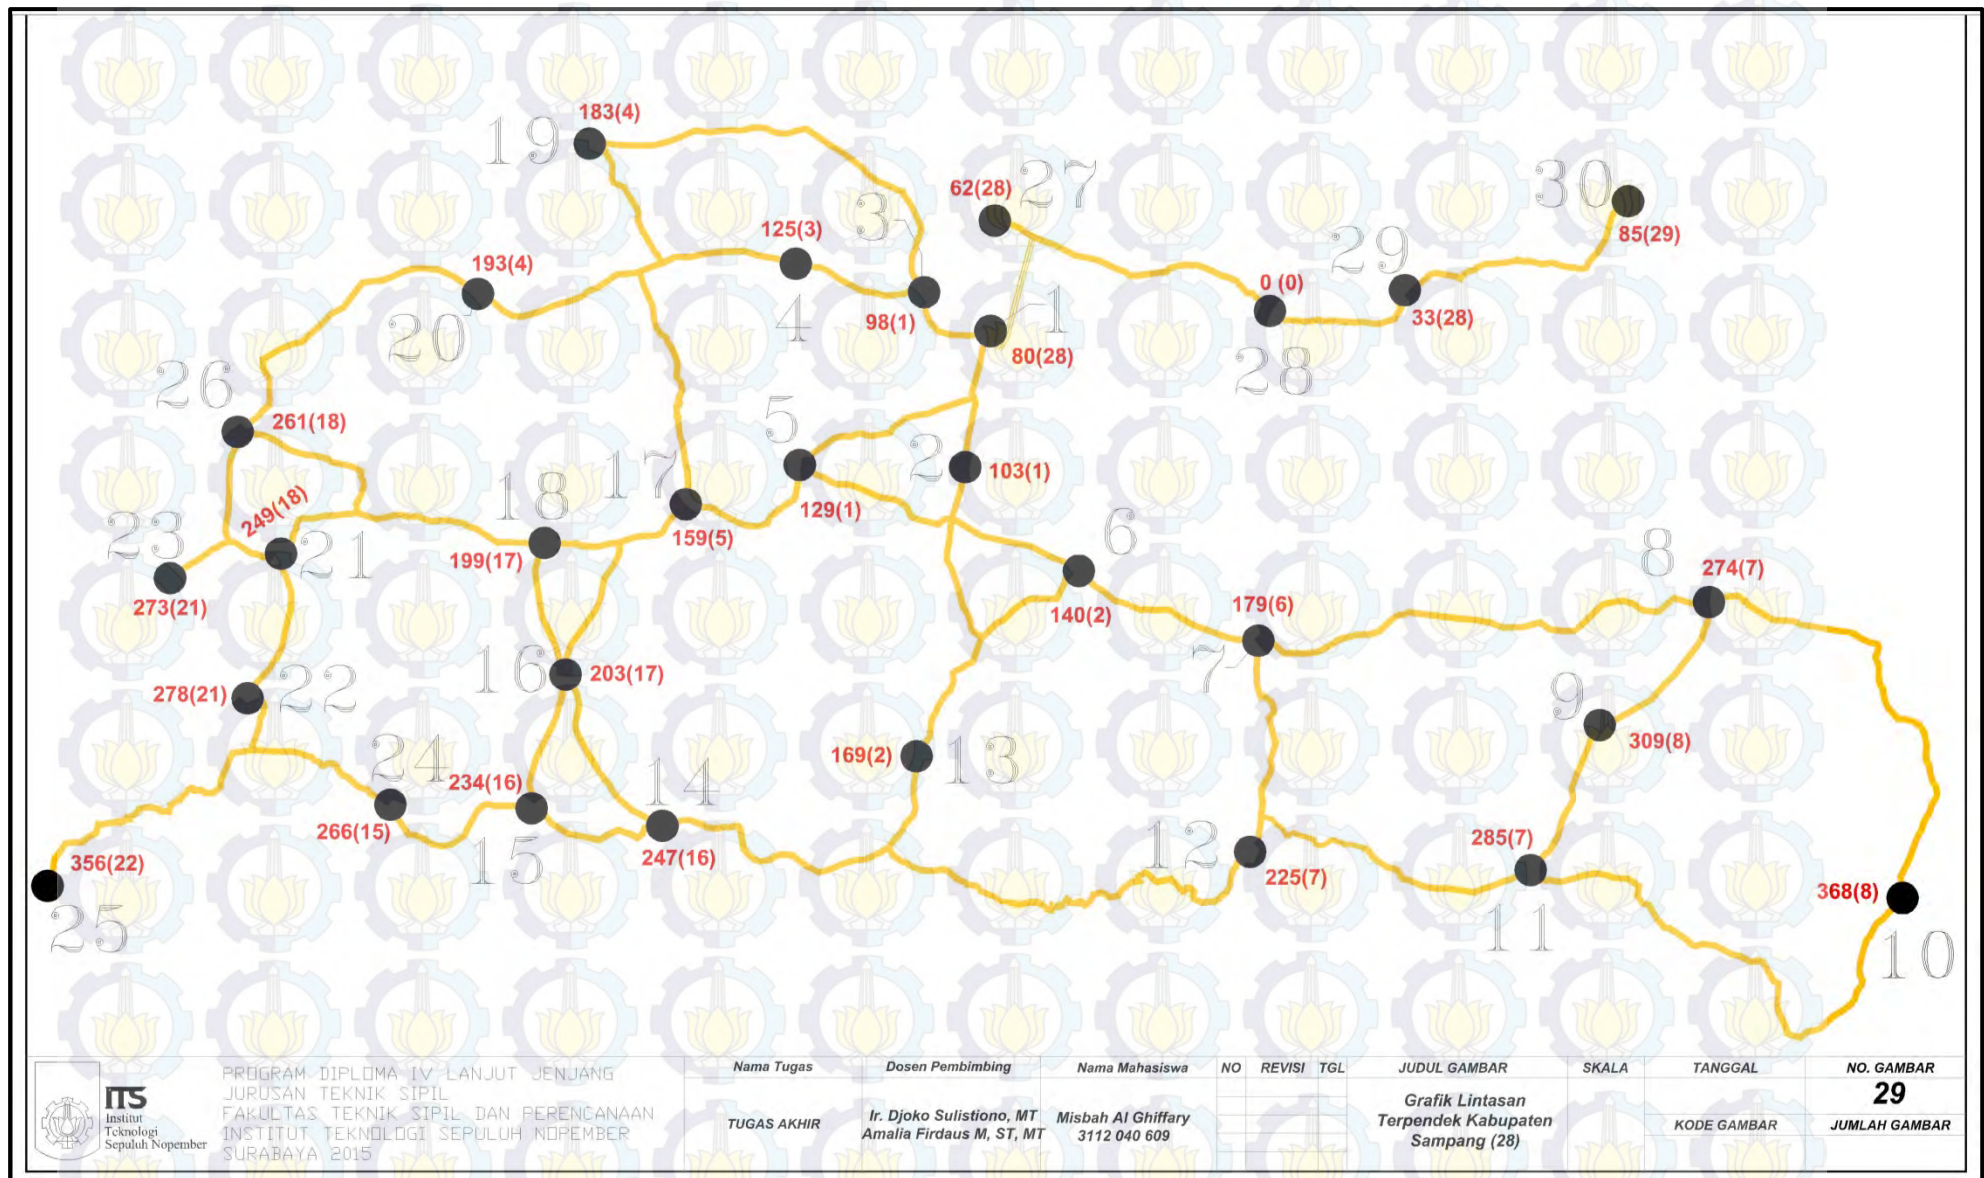 183(4)
19
62(28)
27
30
3
125(3)
85(29)
29
193(4)
0 (0)
1
98(1)
33(28)
4
20
80(28)
28
26
5
261(18)
2
17
103(1)
18
249(18)
129(1)
6
23
159(5)
8
21
199(17)
274(7)
273(21)
179(6)
140(2)
16
203(17)
7
22
278(21)
9
309(8)
24
169(2)
13
14
234(16)
266(15)
285(7)
12
15
247(16)
356(22)
225(7)
368(8)
25
11
10
ITS
Institut
Teknologi
Sepuluh Nopember
PROGRAM DIPLOMA IV LANJUT JENJANG
JURUSAN TEKNIK SIPIL
FAKULTAS TEKNIK SIPIL DAN PERENCANAAN
INSTITUT TEKNOLOGI SEPULUH NOPEMBER
SURABAYA 2015
Nama Tugas
TUGAS AKHIR
Dosen Pembimbing
Ir. Djoko Sulistiono, MT
Amalia Firdaus M, ST, MT
Nama Mahasiswa
Misbah Al Ghiffary
3112 040 609
NO REVISI TGL
JUDUL GAMBAR
Grafik Lintasan
Terpendek Kabupaten
Sampang (28)
SKALA
TANGGAL
KODE GAMBAR
NO. GAMBAR
29
JUMLAH GAMBAR